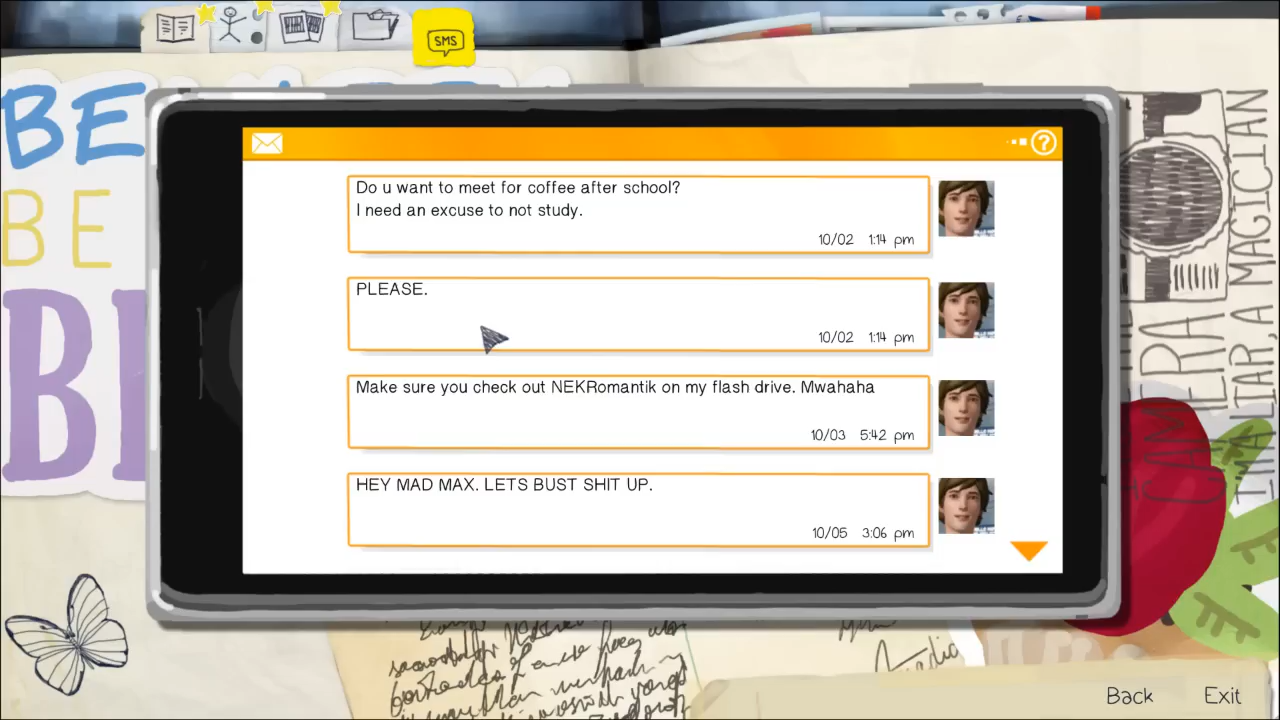 SMS
BE
Do u want to meet for coffee after school?
I need an excuse to not study.
10/02 1:14 pm
PLEASE.
10/02 1:14 pm
Make sure you check out NEKRomantik on my flash drive. Mwahaha
10/03 5:42 pm
HEY MAD MAX. LETS BUST SHIT UP.
10/05 3:06 pm
BE
A MAGICIAN
Back
Exit